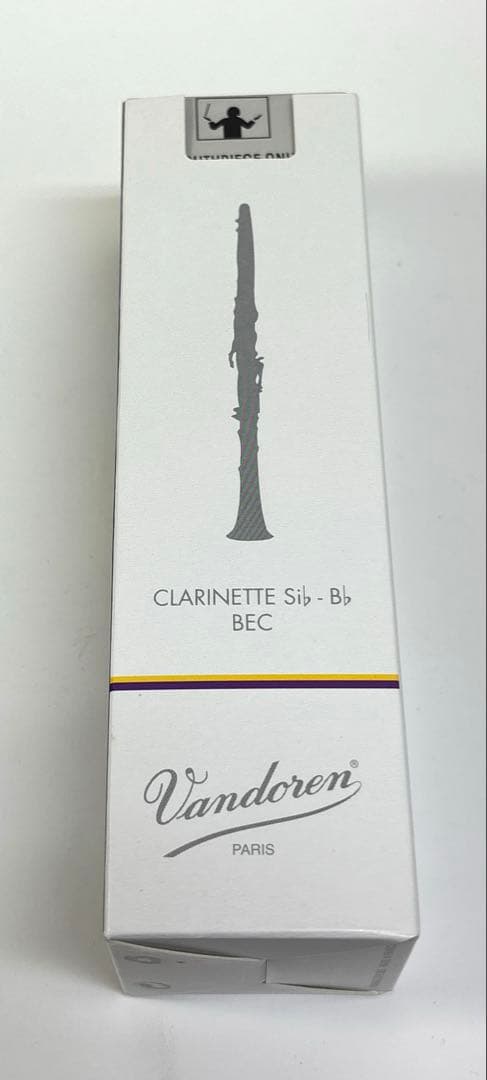 CLARINETTE Si♭ - B♭
BEC
Vandoren®
PARIS